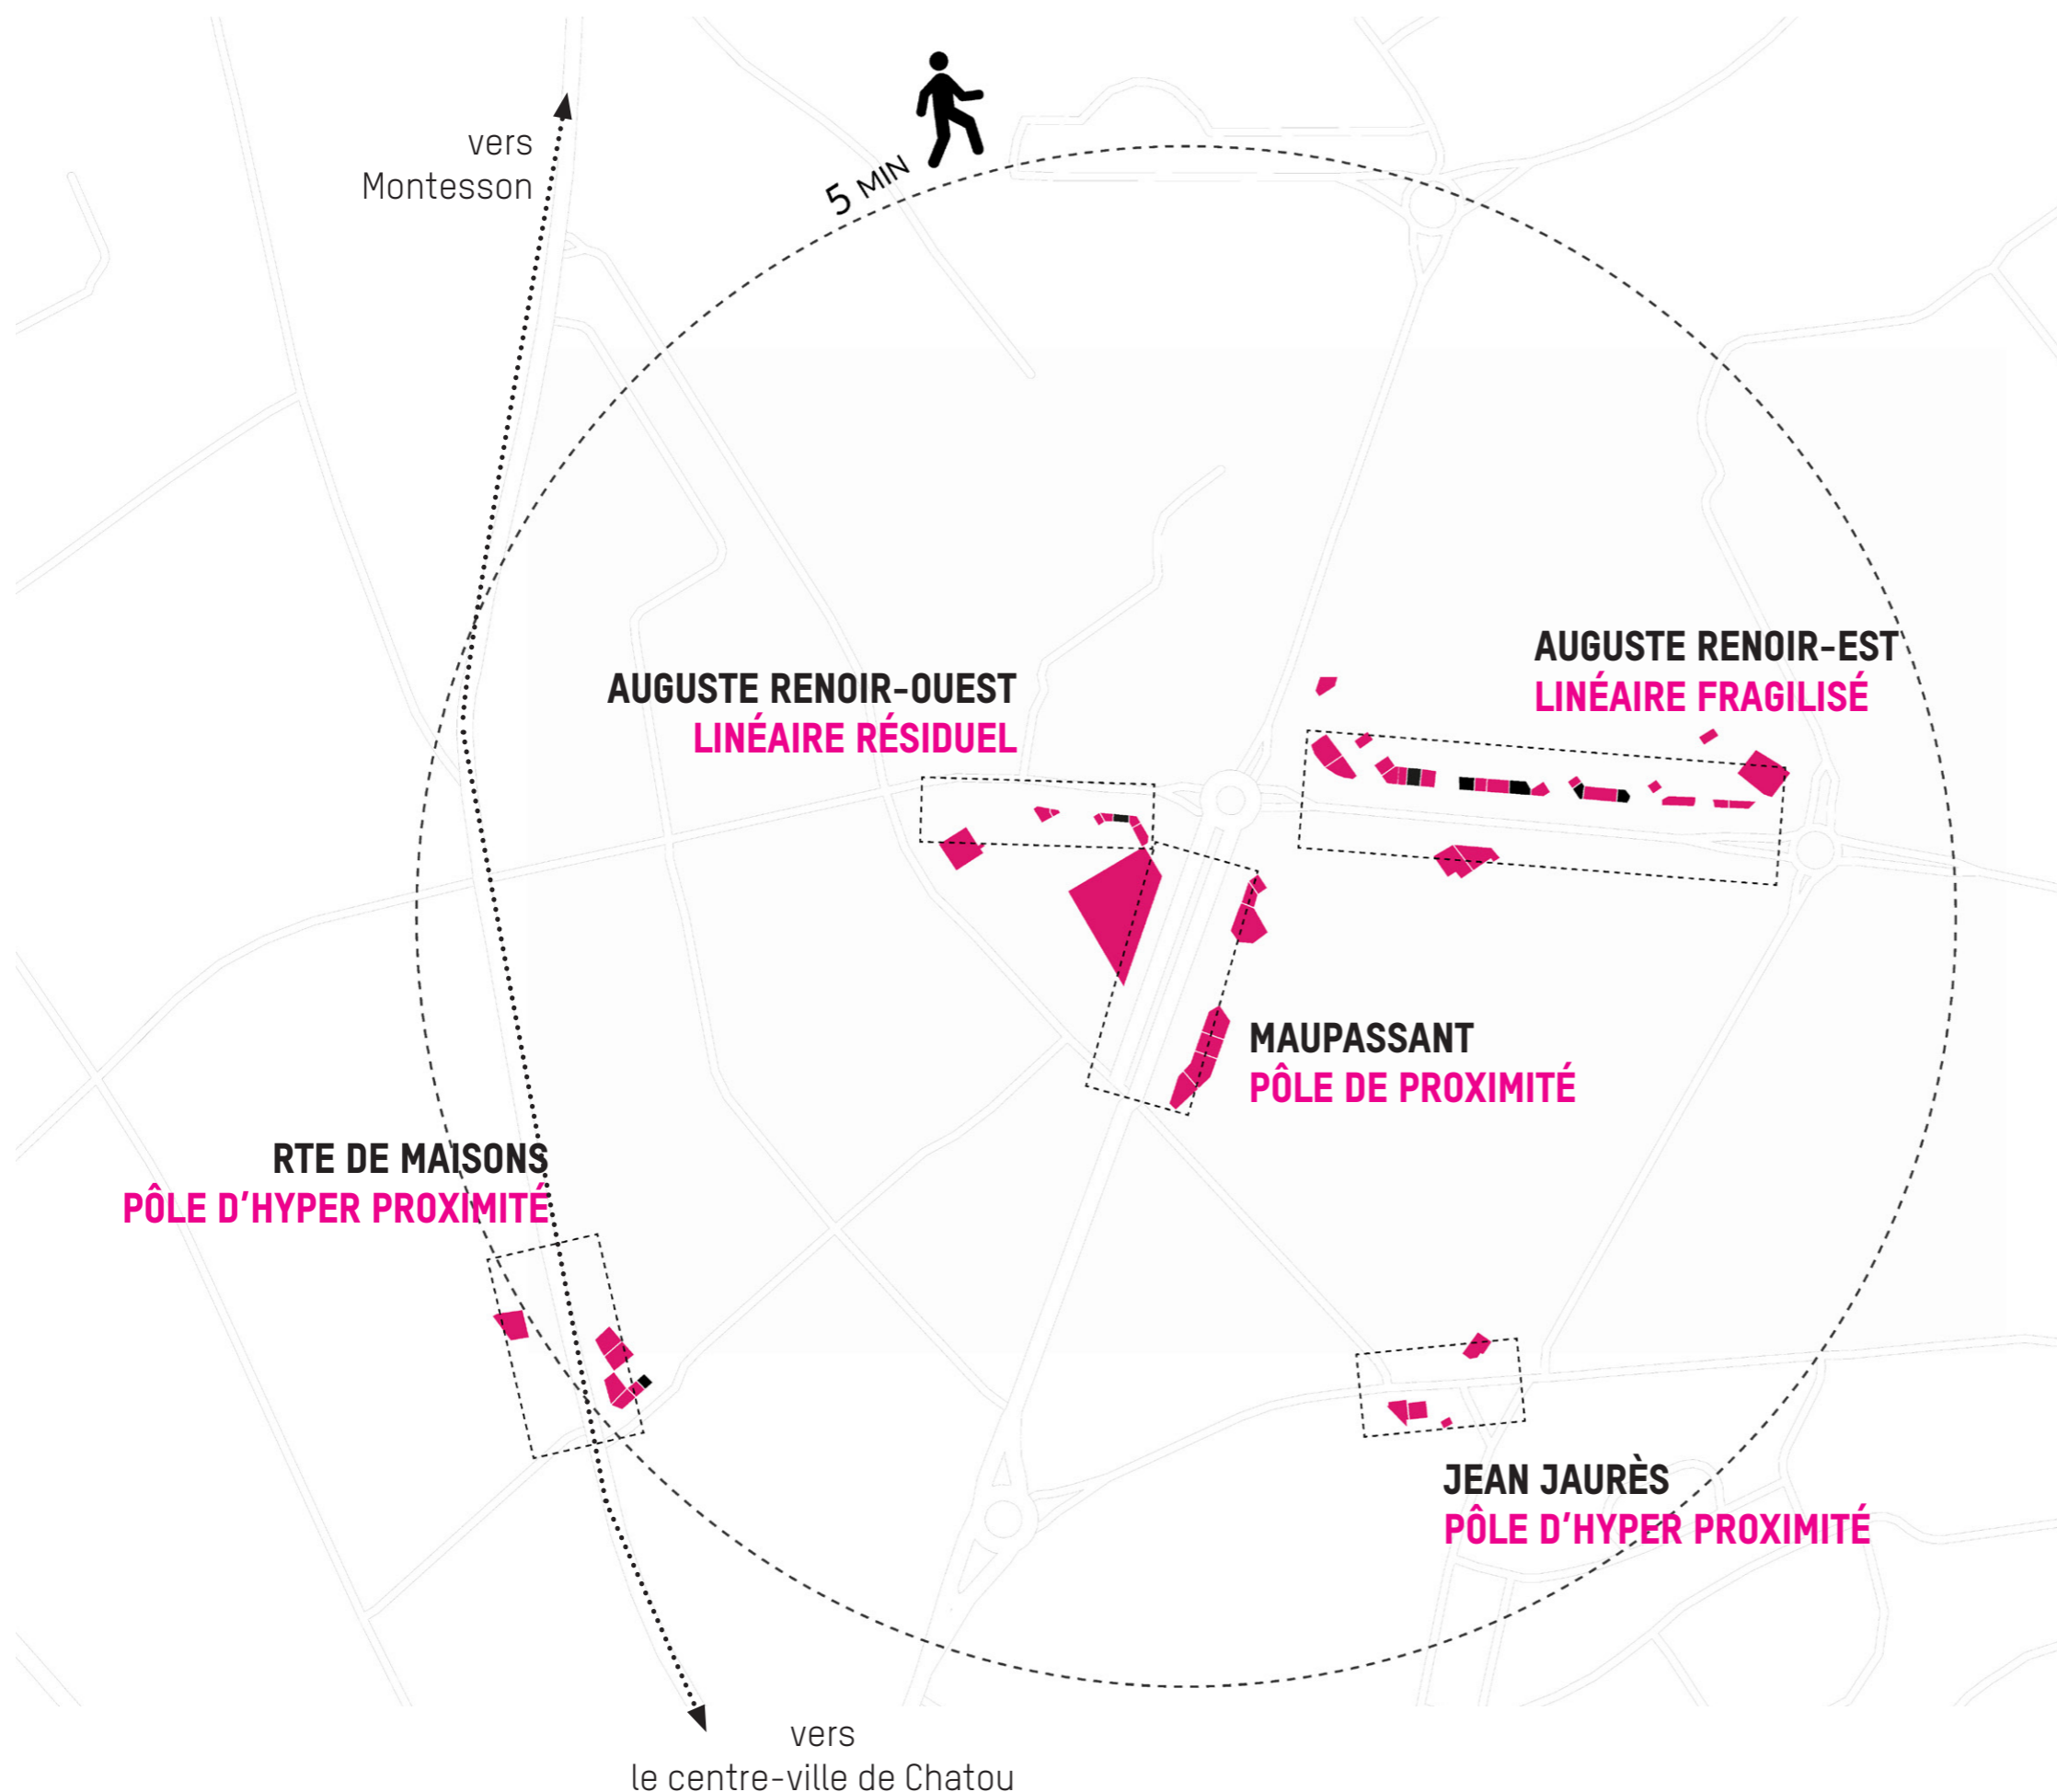 5 MIN
vers
Montesson
AUGUSTE RENOIR-EST
LINÉAIRE FRAGILISÉ
AUGUSTE RENOIR-OUEST
LINÉAIRE RÉSIDUEL
MAUPASSANT
PÔLE DE PROXIMITÉ
RTE DE MAISONS
PÔLE D'HYPER PROXIMITÉ
JEAN JAURÈS
PÔLE D'HYPER PROXIMITÉ
vers
le centre-ville de Chatou